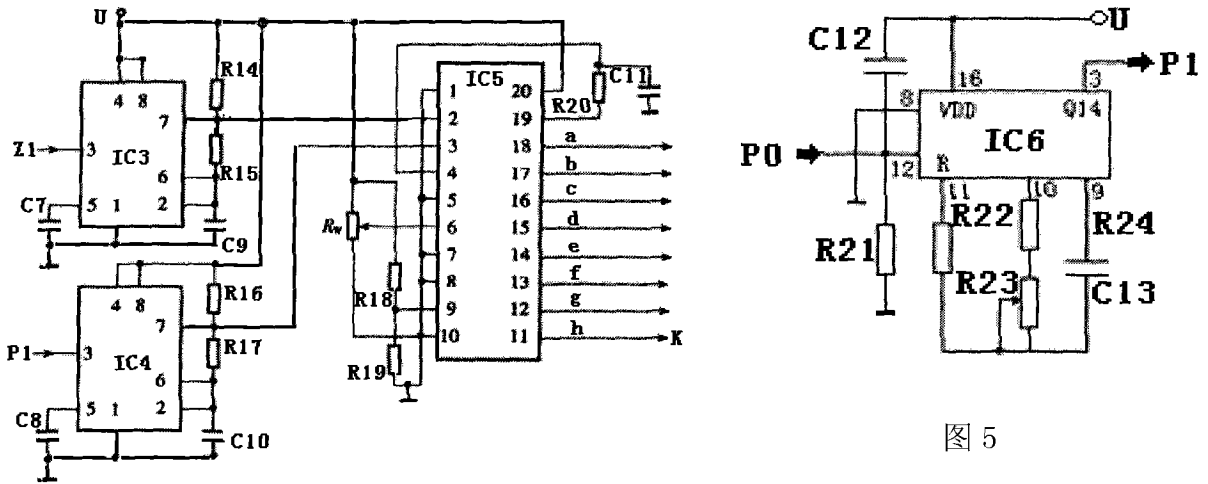 U
R14
4 8
7
Z1 3 IC3
R15
6
C7 5 1 2
C9
4 8
R16
7
P1 3 IC4
R17
6
C8 5 1 2
C10
IC5
C11
R20
1 20
2 19
3 18 a
4 17 b
5 16 c
Rw 6 15 d
7 14 e
8 13 f
R18 9 12 g
10 11 h K
R19
U
C12
16 3 P1
8 VDD Q14
IC6
P0 12 R
11 10 9
R22 R24
R21
R23 C13
图 5